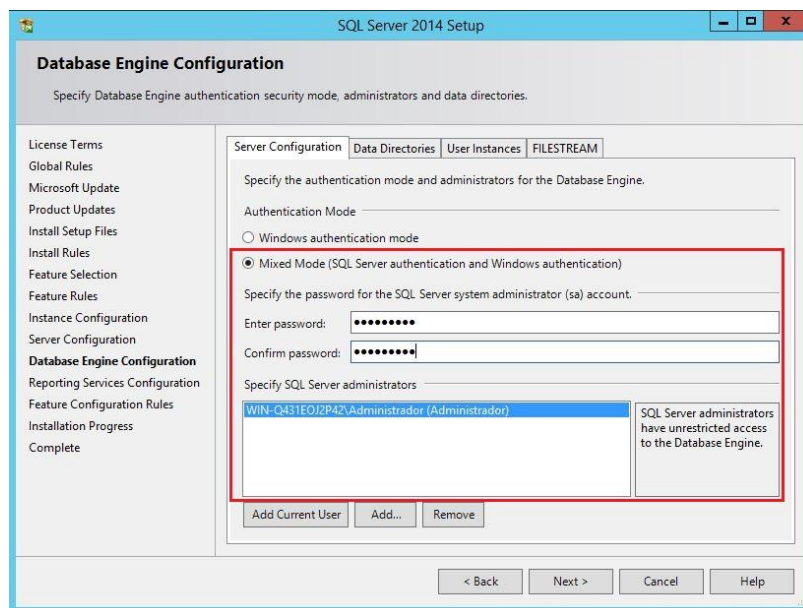 SQL Server 2014 Setup
Database Engine Configuration
Specify Database Engine authentication security mode, administrators and data directories.
License Terms
Global Rules
Microsoft Update
Product Updates
Install Setup Files
Install Rules
Feature Selection
Feature Rules
Instance Configuration
Server Configuration
Database Engine Configuration
Reporting Services Configuration
Feature Configuration Rules
Installation Progress
Complete
Server Configuration Data Directories User Instances FILESTREAM
Specify the authentication mode and administrators for the Database Engine.
Authentication Mode
Windows authentication mode
Mixed Mode (SQL Server authentication and Windows authentication)
Specify the password for the SQL Server system administrator (sa) account.
Enter password: ●●●●●●●●●
Confirm password: ●●●●●●●●●
Specify SQL Server administrators
WIN-Q431EOJ2P42\Administrador (Administrador)
SQL Server administrators
have unrestricted access
to the Database Engine.
Add Current User Add... Remove
< Back Next > Cancel Help